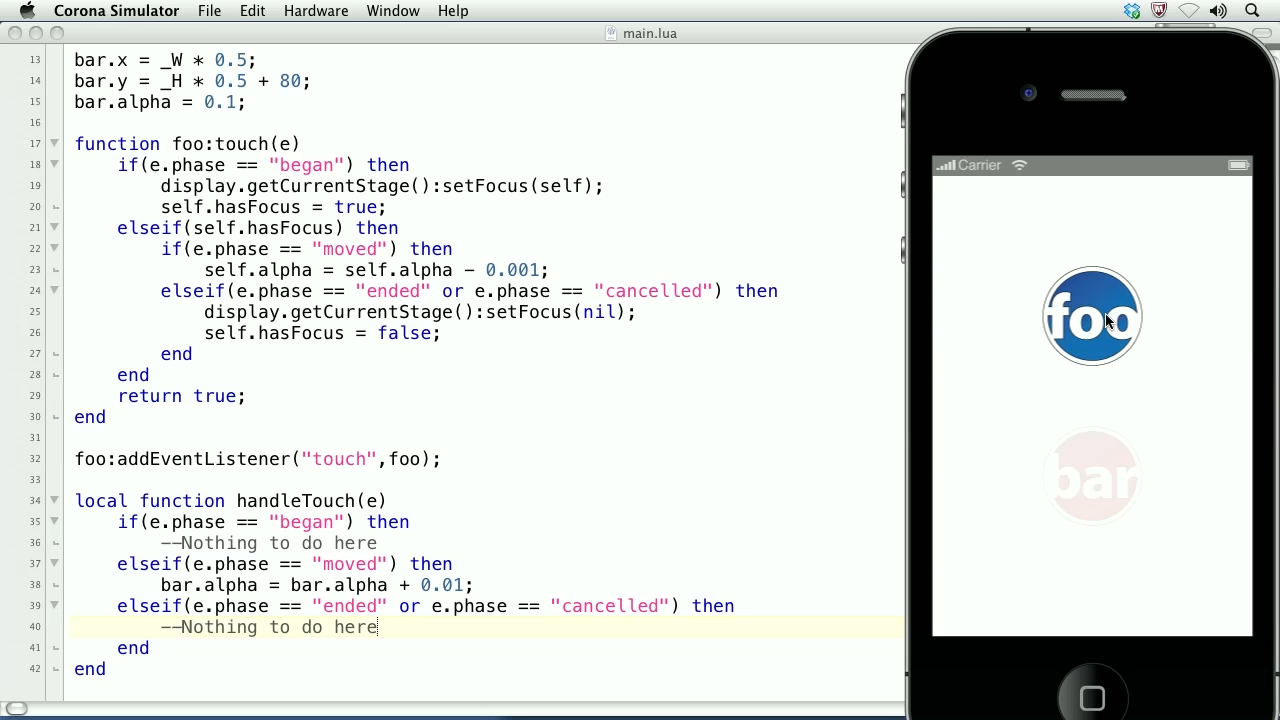 Corona Simulator File Edit Hardware Window Help
main.lua
13 bar.x = _W * 0.5;
14 bar.y = _H * 0.5 + 80;
15 bar.alpha = 0.1;
16
17 function foo:touch(e)
18 if(e.phase == "began") then
19 display.getCurrentStage():setFocus(self);
20 self.hasFocus = true;
21 elseif(self.hasFocus) then
22 if(e.phase == "moved") then
23 self.alpha = self.alpha - 0.001;
24 elseif(e.phase == "ended" or e.phase == "cancelled") then
25 display.getCurrentStage():setFocus(nil);
26 self.hasFocus = false;
27 end
28 end
29 return true;
30 end
31
32 foo:addEventListener("touch",foo);
33
34 local function handleTouch(e)
35 if(e.phase == "began") then
36 --Nothing to do here
37 elseif(e.phase == "moved") then
38 bar.alpha = bar.alpha + 0.01;
39 elseif(e.phase == "ended" or e.phase == "cancelled") then
40 --Nothing to do here
41 end
42 end
Carrier
foo
bar